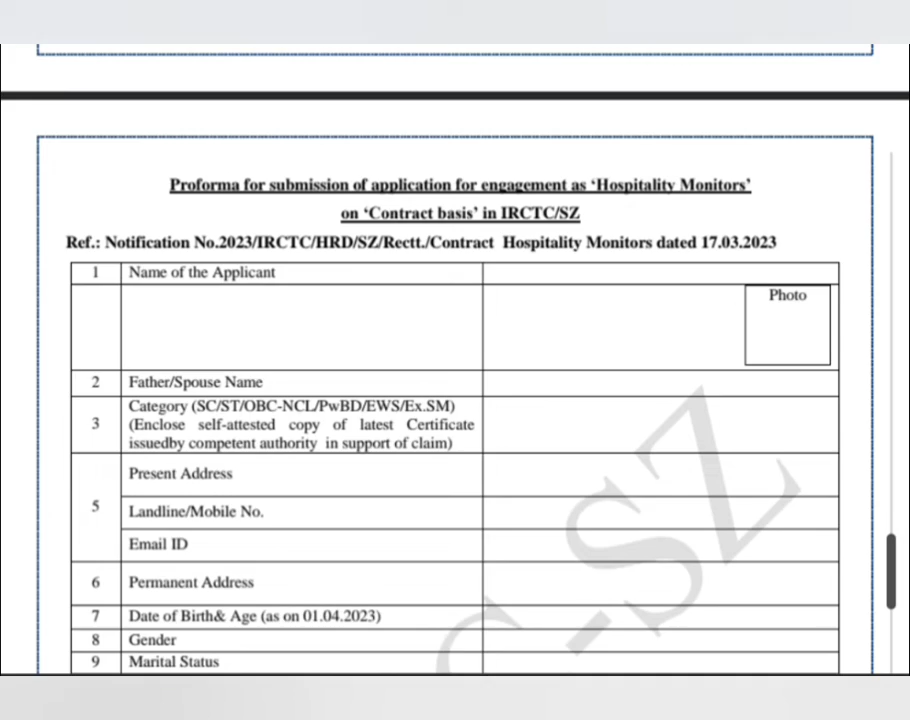 Proforma for submission of application for engagement as ‘Hospitality Monitors’
on ‘Contract basis’ in IRCTC/SZ
Ref.: Notification No.2023/IRCTC/HRD/SZ/Rectt./Contract Hospitality Monitors dated 17.03.2023
1 Name of the Applicant
Photo
2 Father/Spouse Name
3 Category (SC/ST/OBC-NCL/PwBD/EWS/Ex.SM)
(Enclose self-attested copy of latest Certificate
issuedby competent authority in support of claim)
5 Present Address
Landline/Mobile No.
Email ID
6 Permanent Address
7 Date of Birth& Age (as on 01.04.2023)
8 Gender
9 Marital Status
C-SZ